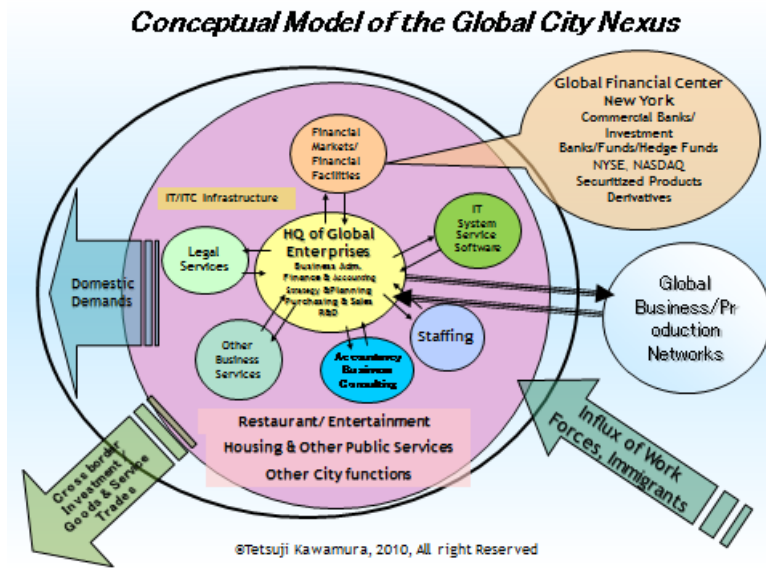 Conceptual Model of the Global City Nexus
Global Financial Center
New York
Commercial Banks/
Investment
Banks/Funds/Hedge Funds
NYSE, NASDAQ
Securitized Products
Derivatives
Financial
Markets/
Financial
Facilities
IT/ITC Infrastructure
IT
System
Service
Software
HQ of Global
Enterprises
Business Adm.
Finance & Accounting
Strategy &Planning
Purchasing & Sales
R&D
Legal
Services
Domestic
Demands
Global
Business/Pr
oduction
Networks
Other
Business
Services
Accountancy
Business
Consulting
Staffing
Restaurant/ Entertainment
Housing & Other Public Services
Other City functions
Cross border
Investment
Goods & Service
Trades
Influx of Work
Forces, Immigrants
©Tetsuji Kawamura, 2010, All right Reserved